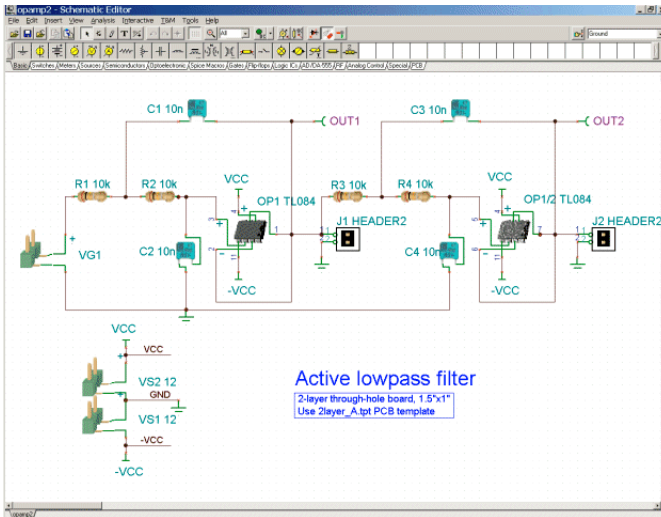 opamp2 - Schematic Editor
File Edit Insert View Analysis Interactive T&M Tools Help
All
Ground
Basic Switches Meters Sources Semiconductors Optoelectronic Spice Macros Gates Flip-flops Logic ICs AD/DA-555 RF Analog Control Special PCB
C1 10n
OUT1
C3 10n
OUT2
R1 10k
R2 10k
VCC
OP1 TL084
R3 10k
R4 10k
VCC
OP1/2 TL084
J1 HEADER2
J2 HEADER2
VG1
C2 10n
-VCC
C4 10n
-VCC
VCC
VCC
VS2 12
GND
VS1 12
-VCC
-VCC
Active lowpass filter
2-layer through-hole board, 1.5"x1"
Use 2layer_A.tpt PCB template
opamp2